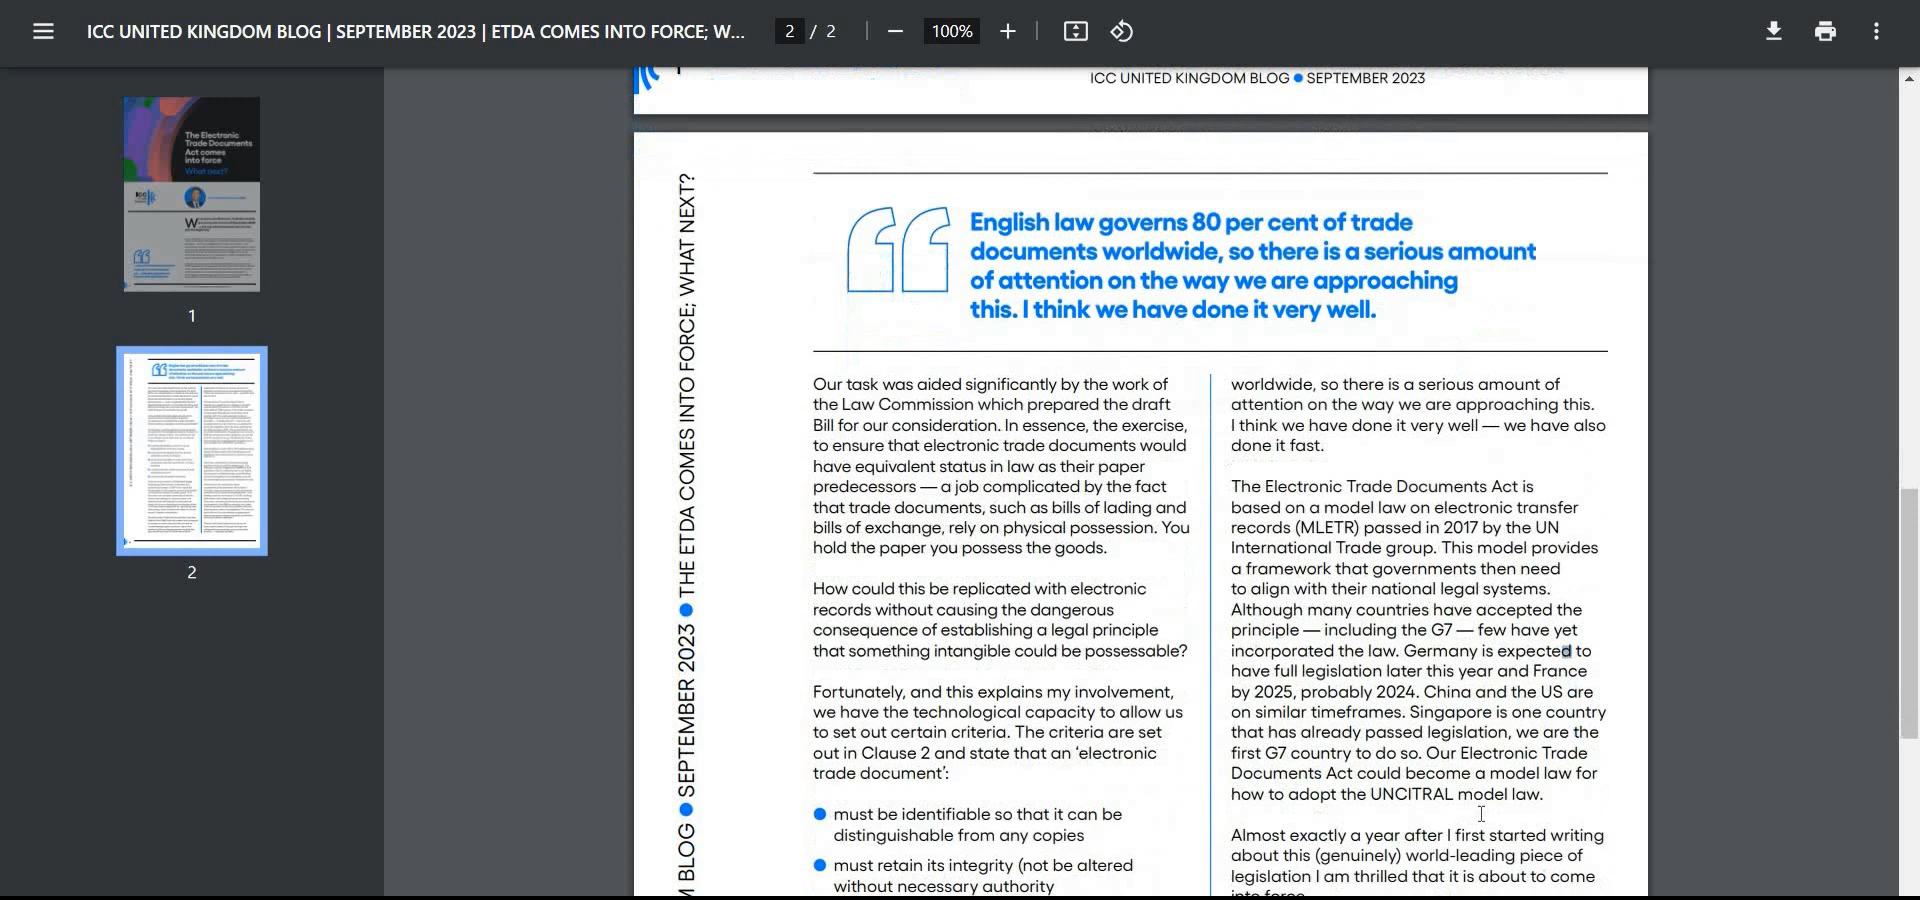 ICC UNITED KINGDOM BLOG | SEPTEMBER 2023 | ETDA COMES INTO FORCE; W...
2 / 2
100%
The Electronic
Trade Documents
Act comes
into force
What next?
1
2
ICC UNITED KINGDOM BLOG ● SEPTEMBER 2023
M BLOG ● SEPTEMBER 2023 ● THE ETDA COMES INTO FORCE; WHAT NEXT?
English law governs 80 per cent of trade
documents worldwide, so there is a serious amount
of attention on the way we are approaching
this. I think we have done it very well.
Our task was aided significantly by the work of
the Law Commission which prepared the draft
Bill for our consideration. In essence, the exercise,
to ensure that electronic trade documents would
have equivalent status in law as their paper
predecessors — a job complicated by the fact
that trade documents, such as bills of lading and
bills of exchange, rely on physical possession. You
hold the paper you possess the goods.
How could this be replicated with electronic
records without causing the dangerous
consequence of establishing a legal principle
that something intangible could be possessable?
Fortunately, and this explains my involvement,
we have the technological capacity to allow us
to set out certain criteria. The criteria are set
out in Clause 2 and state that an ‘electronic
trade document’:
● must be identifiable so that it can be
distinguishable from any copies
● must retain its integrity (not be altered
without necessary authority
worldwide, so there is a serious amount of
attention on the way we are approaching this.
I think we have done it very well — we have also
done it fast.
The Electronic Trade Documents Act is
based on a model law on electronic transfer
records (MLETR) passed in 2017 by the UN
International Trade group. This model provides
a framework that governments then need
to align with their national legal systems.
Although many countries have accepted the
principle — including the G7 — few have yet
incorporated the law. Germany is expected to
have full legislation later this year and France
by 2025, probably 2024. China and the US are
on similar timeframes. Singapore is one country
that has already passed legislation, we are the
first G7 country to do so. Our Electronic Trade
Documents Act could become a model law for
how to adopt the UNCITRAL model law.
Almost exactly a year after I first started writing
about this (genuinely) world-leading piece of
legislation I am thrilled that it is about to come
into force.